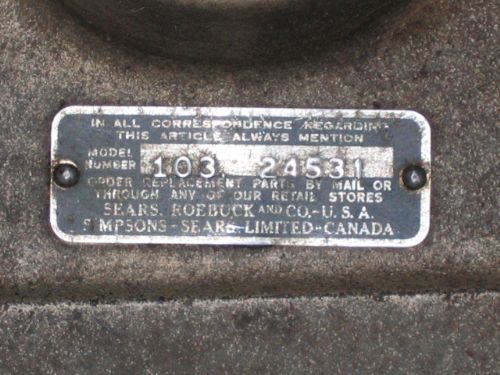 IN ALL CORRESPONDENCE REGARDING
THIS ARTICLE ALWAYS MENTION
MODEL NUMBER 103. 24531
ORDER REPLACEMENT PARTS BY MAIL OR
THROUGH ANY OF OUR RETAIL STORES
SEARS, ROEBUCK AND CO.-U.S.A.
SIMPSONS-SEARS LIMITED-CANADA